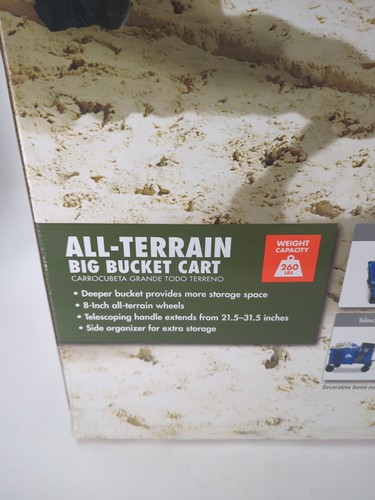 ALL-TERRAIN
BIG BUCKET CART
CARROCUBETA GRANDE TODO TERRENO
WEIGHT
CAPACITY
260
LBS
• Deeper bucket provides more storage space
• 8-Inch all-terrain wheels
• Telescoping handle extends from 21.5–31.5 inches
• Side organizer for extra storage
Decorative items